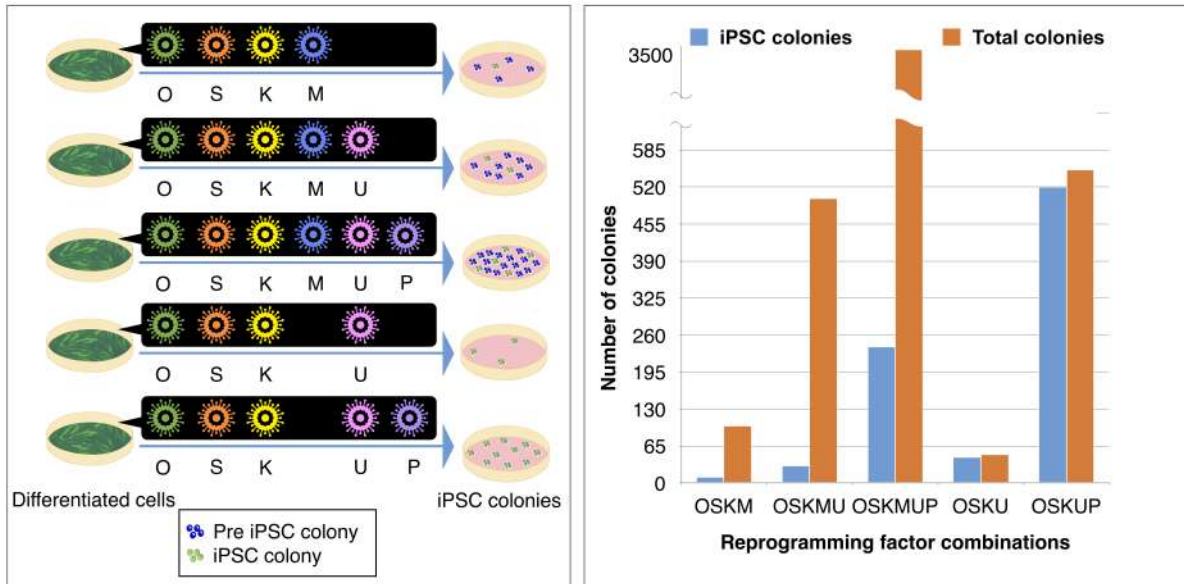 O S K M
O S K M U
O S K M U P
O S K U
O S K U P
Differentiated cells
iPSC colonies
Pre iPSC colony
iPSC colony
iPSC colonies
Total colonies
Number of colonies
3500
585
520
455
390
325
260
195
130
65
0
OSKM OSKMU OSKMUP OSKU OSKUP
Reprogramming factor combinations